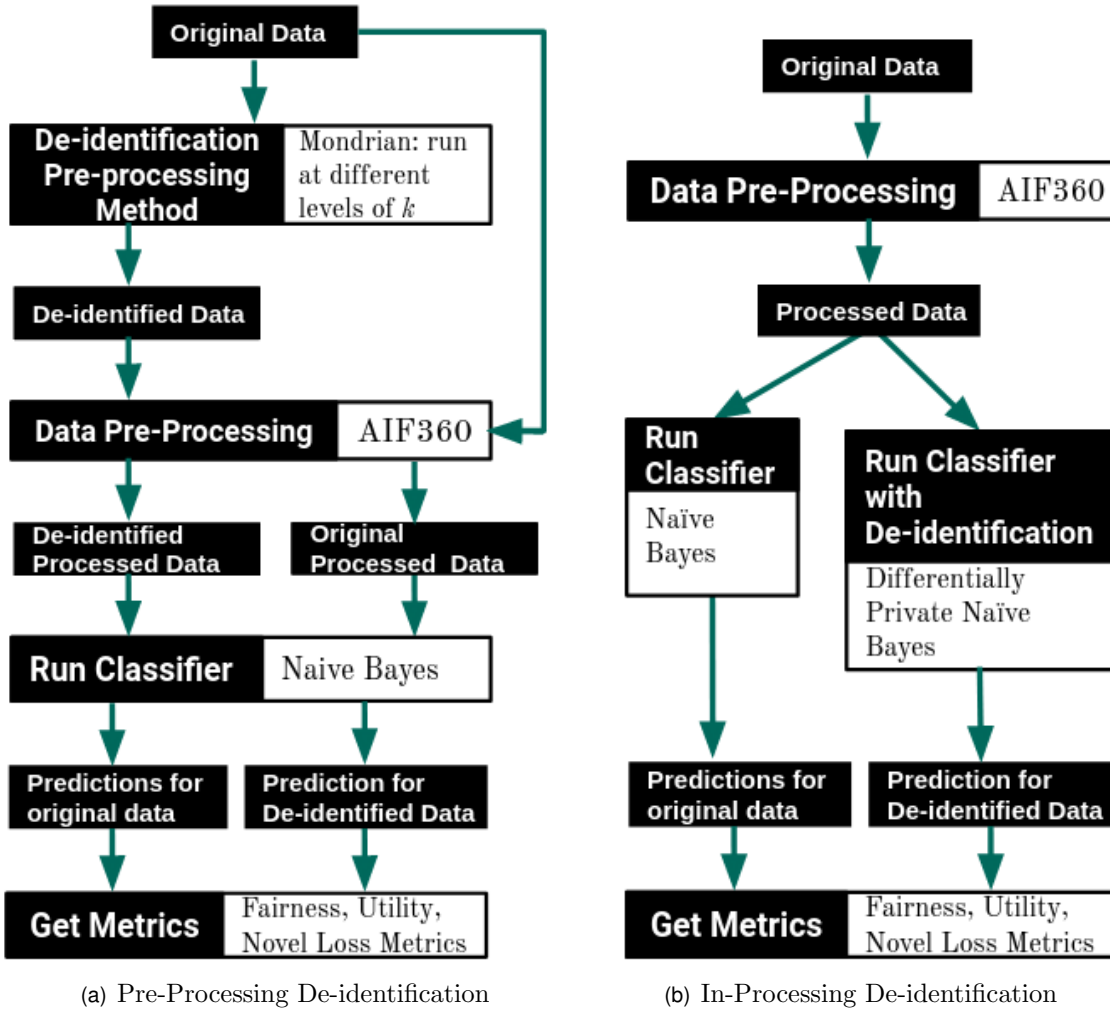 Original Data
De-identification
Pre-processing
Method
Mondrian: run
at different
levels of k
De-identified Data
Data Pre-Processing
AIF360
De-identified
Processed Data
Original
Processed Data
Run Classifier
Naive Bayes
Predictions for
original data
Prediction for
De-identified Data
Get Metrics
Fairness, Utility,
Novel Loss Metrics
(a) Pre-Processing De-identification
Original Data
Data Pre-Processing
AIF360
Processed Data
Run
Classifier
Naïve
Bayes
Run Classifier
with
De-identification
Differentially
Private Naïve
Bayes
Predictions for
original data
Prediction for
De-identified Data
Get Metrics
Fairness, Utility,
Novel Loss Metrics
(b) In-Processing De-identification